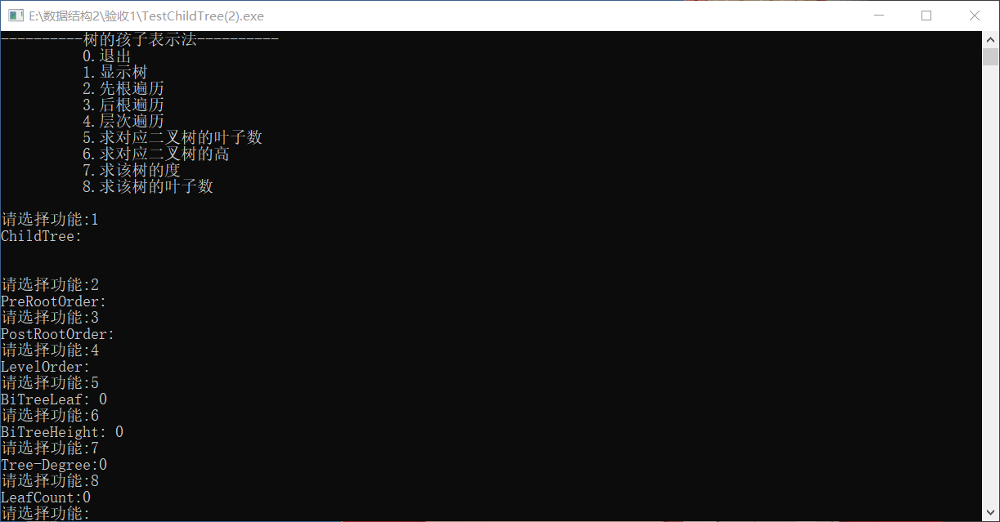 E:\数据结构2\验收1\TestChildTree(2).exe
----------树的孩子表示法----------
0.退出
1.显示树
2.先根遍历
3.后根遍历
4.层次遍历
5.求对应二叉树的叶子数
6.求对应二叉树的高
7.求该树的度
8.求该树的叶子数
请选择功能:1
ChildTree:
请选择功能:2
PreRootOrder:
请选择功能:3
PostRootOrder:
请选择功能:4
LevelOrder:
请选择功能:5
BiTreeLeaf: 0
请选择功能:6
BiTreeHeight: 0
请选择功能:7
Tree-Degree:0
请选择功能:8
LeafCount:0
请选择功能: